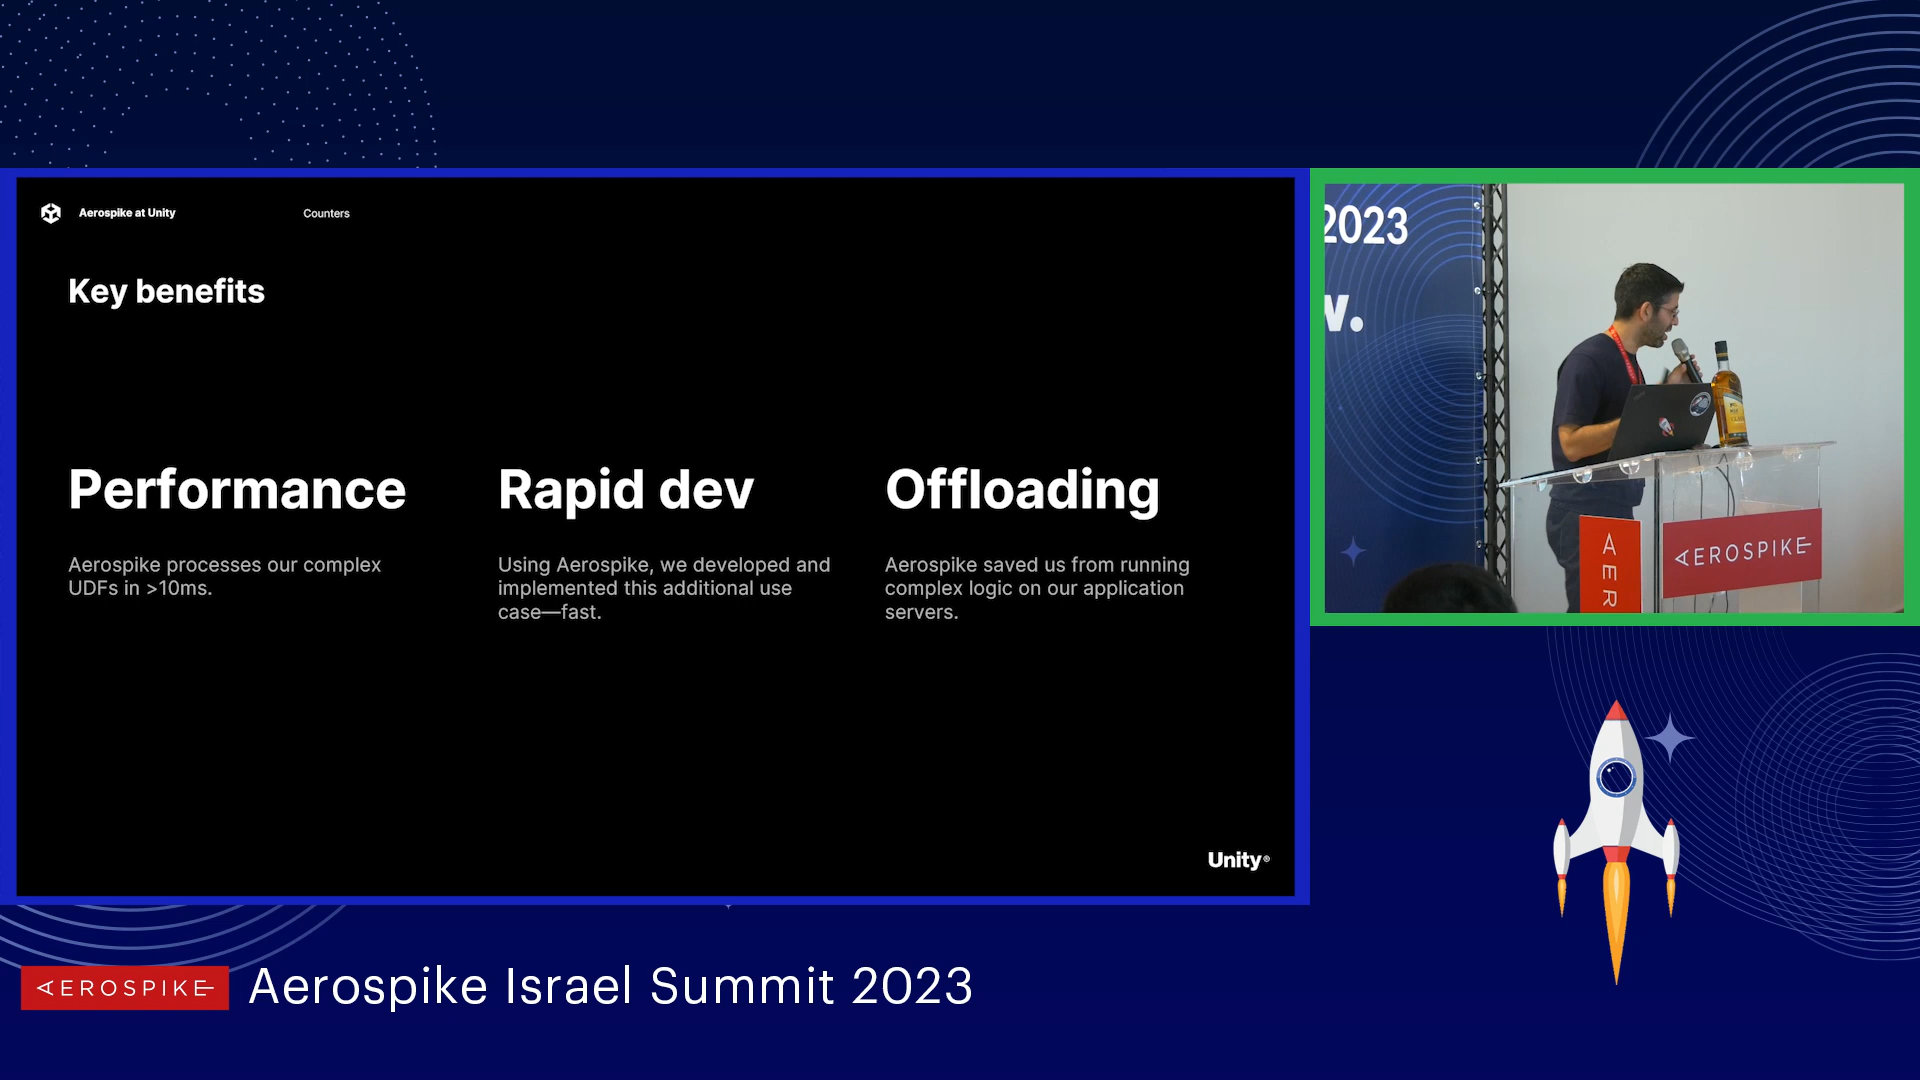 Aerospike at Unity
Counters
Key benefits
Performance
Aerospike processes our complex
UDFs in >10ms.
Rapid dev
Using Aerospike, we developed and
implemented this additional use
case—fast.
Offloading
Aerospike saved us from running
complex logic on our application
servers.
Unity®
2023
w.
AER
AEROSPIKE
AEROSPIKE
Aerospike Israel Summit 2023